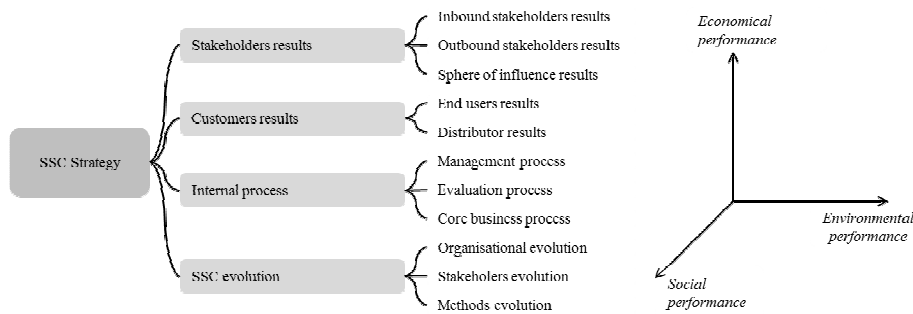 SSC Strategy
Stakeholders results
Inbound stakeholders results
Outbound stakeholders results
Sphere of influence results
Customers results
End users results
Distributor results
Internal process
Management process
Evaluation process
Core business process
SSC evolution
Organisational evolution
Stakeholers evolution
Methods evolution
Economical
performance
Environmental
performance
Social
performance